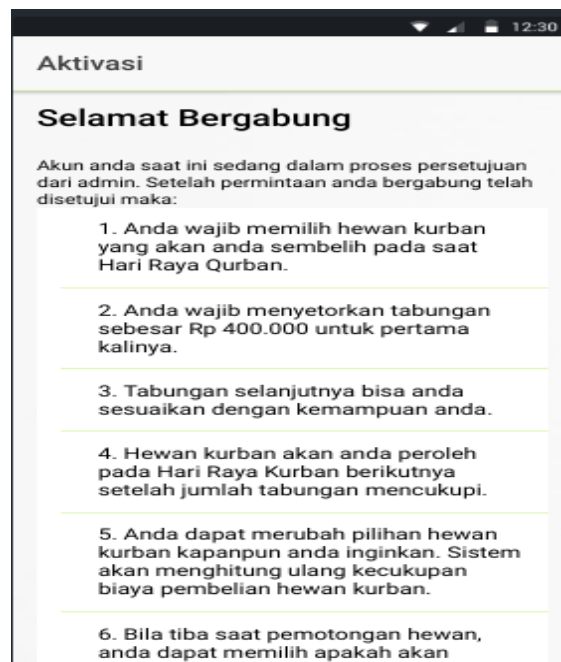 12:30
Aktivasi
Selamat Bergabung
Akun anda saat ini sedang dalam proses persetujuan
dari admin. Setelah permintaan anda bergabung telah
disetujui maka:
1. Anda wajib memilih hewan kurban
yang akan anda sembelih pada saat
Hari Raya Qurban.
2. Anda wajib menyetorkan tabungan
sebesar Rp 400.000 untuk pertama
kalinya.
3. Tabungan selanjutnya bisa anda
sesuaikan dengan kemampuan anda.
4. Hewan kurban akan anda peroleh
pada Hari Raya Kurban berikutnya
setelah jumlah tabungan mencukupi.
5. Anda dapat merubah pilihan hewan
kurban kapanpun anda inginkan. Sistem
akan menghitung ulang kecukupan
biaya pembelian hewan kurban.
6. Bila tiba saat pemotongan hewan,
anda dapat memilih apakah akan